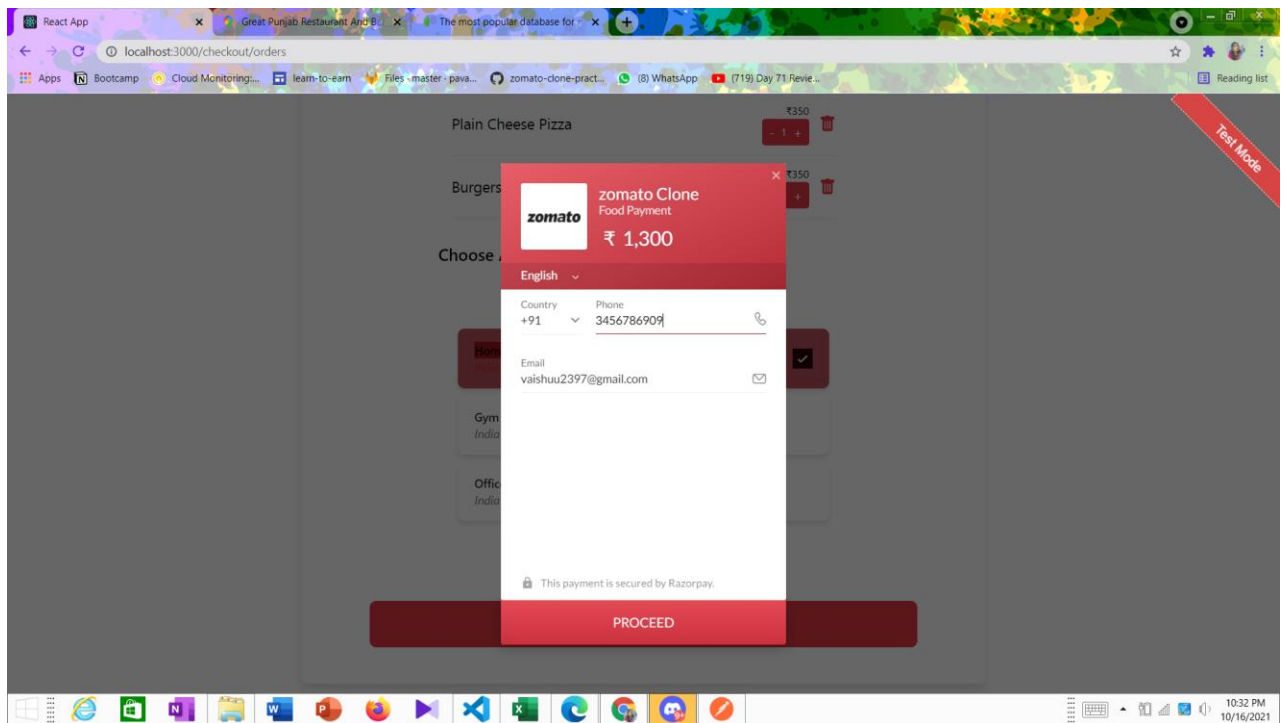 React App
Great Punjab Restaurant And B
The most popular database for
localhost:3000/checkout/orders
Apps Bootcamp Cloud Monitoring:... learn-to-earn Files · master · pava... zomato-clone-pract... (8) WhatsApp (719) Day 71 Revie... Reading list
Test Mode
₹350
Plain Cheese Pizza
- 1 +
₹350
Burgers
+
zomato
zomato Clone
Food Payment
₹ 1,300
Choose
English
Country Phone
+91 3456786909
Hom
Email
vaishuu2397@gmail.com
Gym
India
Office
India
This payment is secured by Razorpay.
PROCEED
10:32 PM
10/16/2021